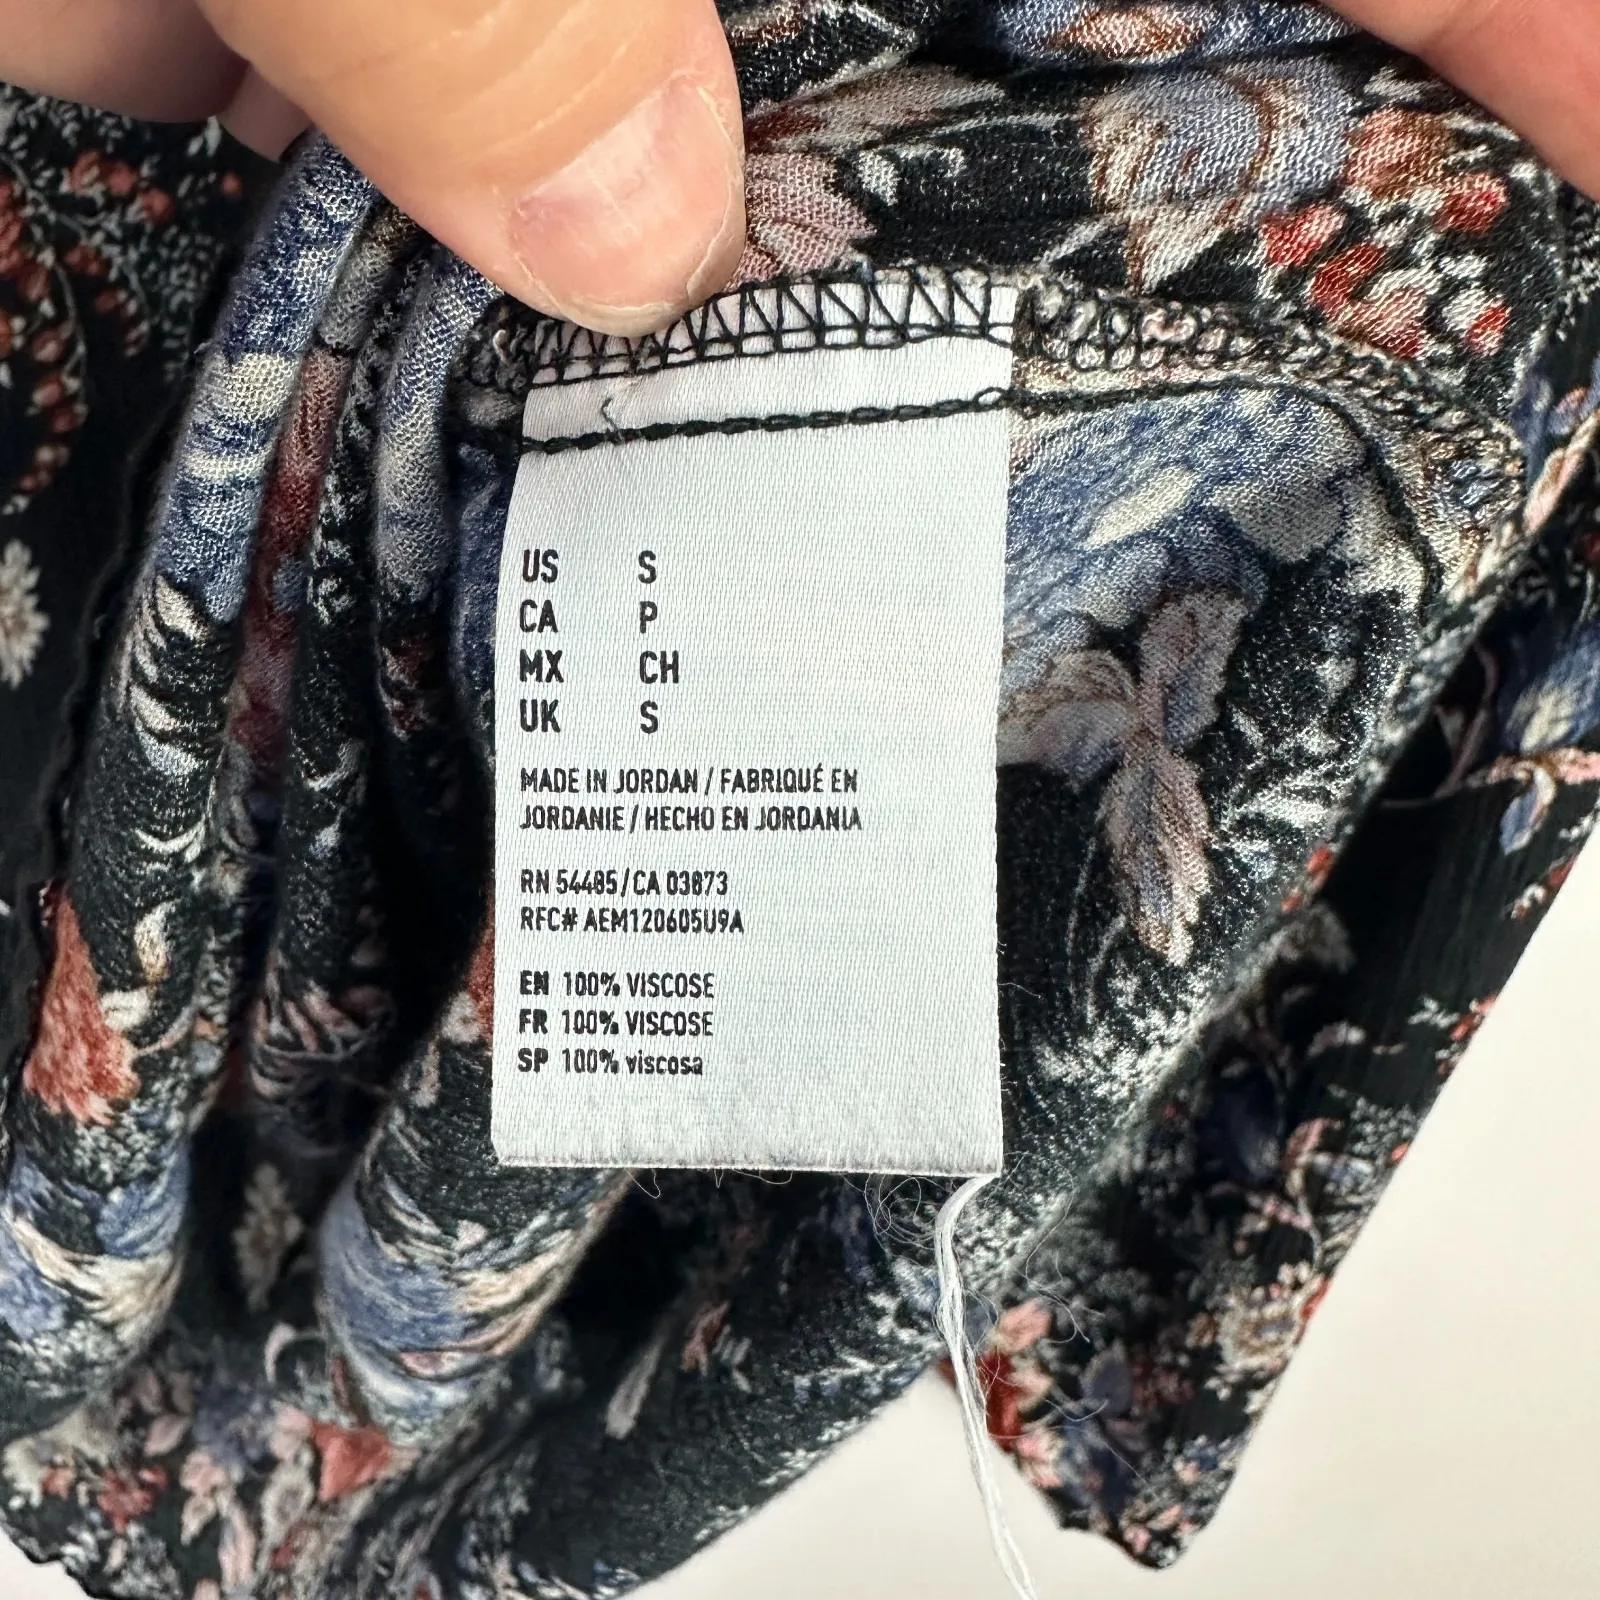 US S
CA P
MX CH
UK S
MADE IN JORDAN / FABRIQUÉ EN
JORDANIE / HECHO EN JORDANIA
RN 54485 / CA 03873
RFC# AEM120605U9A
EN 100% VISCOSE
FR 100% VISCOSE
SP 100% viscosa